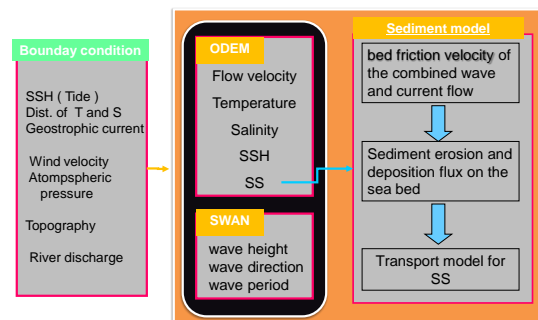 Bounday condition
SSH ( Tide )
Dist. of T and S
Geostrophic current
Wind velocity
Atompspheric
pressure
Topography
River discharge
ODEM
Flow velocity
Temperature
Salinity
SSH
SS
SWAN
wave height
wave direction
wave period
Sediment model
bed friction velocity of
the combined wave
and current flow
Sediment erosion and
deposition flux on the
sea bed
Transport model for
SS